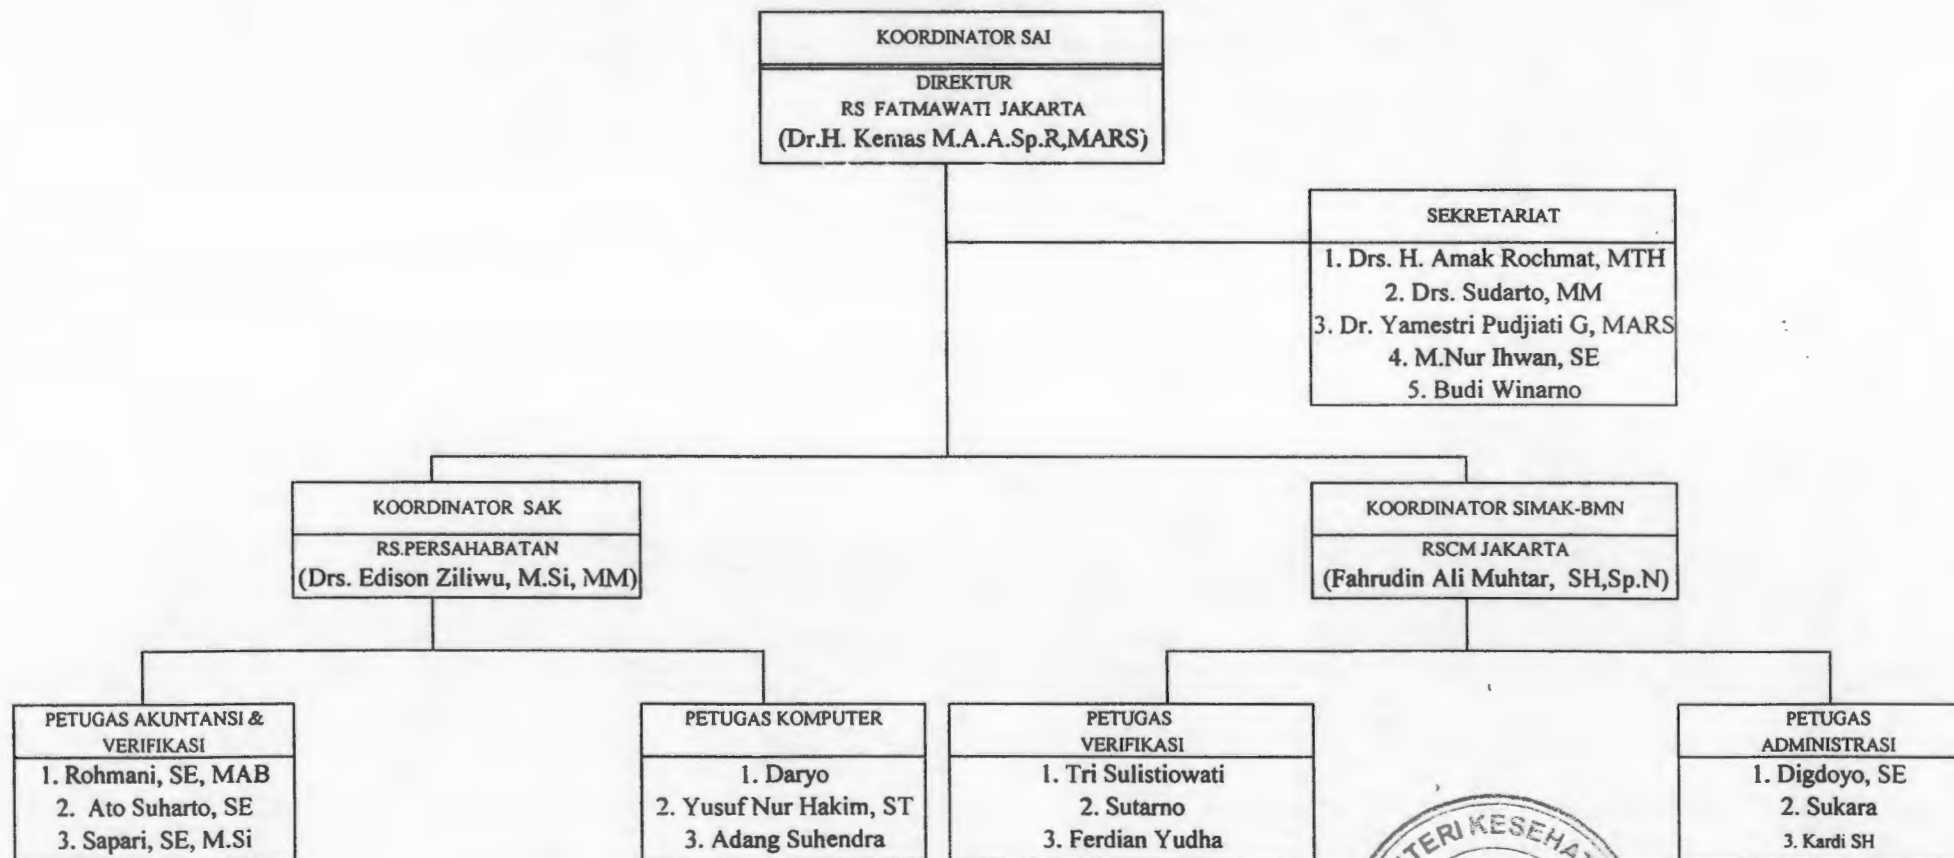 KOORDINATOR SAI
DIREKTUR
RS FATMAWATI JAKARTA
(Dr.H. Kemas M.A.A.Sp.R,MARS)
SEKRETARIAT
1. Drs. H. Amak Rochmat, MTH
2. Drs. Sudarto, MM
3. Dr. Yamestri Pudjiati G, MARS
4. M.Nur Ihwan, SE
5. Budi Winarno
KOORDINATOR SAK
RS.PERSAHABATAN
(Drs. Edison Ziliwu, M.Si, MM)
KOORDINATOR SIMAK-BMN
RSCM JAKARTA
(Fahrudin Ali Muhtar, SH,Sp.N)
PETUGAS AKUNTANSI &
VERIFIKASI
1. Rohmani, SE, MAB
2. Ato Suharto, SE
3. Sapari, SE, M.Si
PETUGAS KOMPUTER
1. Daryo
2. Yusuf Nur Hakim, ST
3. Adang Suhendra
PETUGAS
VERIFIKASI
1. Tri Sulistiowati
2. Sutarno
3. Ferdian Yudha
PETUGAS
ADMINISTRASI
1. Digdoyo, SE
2. Sukara
3. Kardi SH